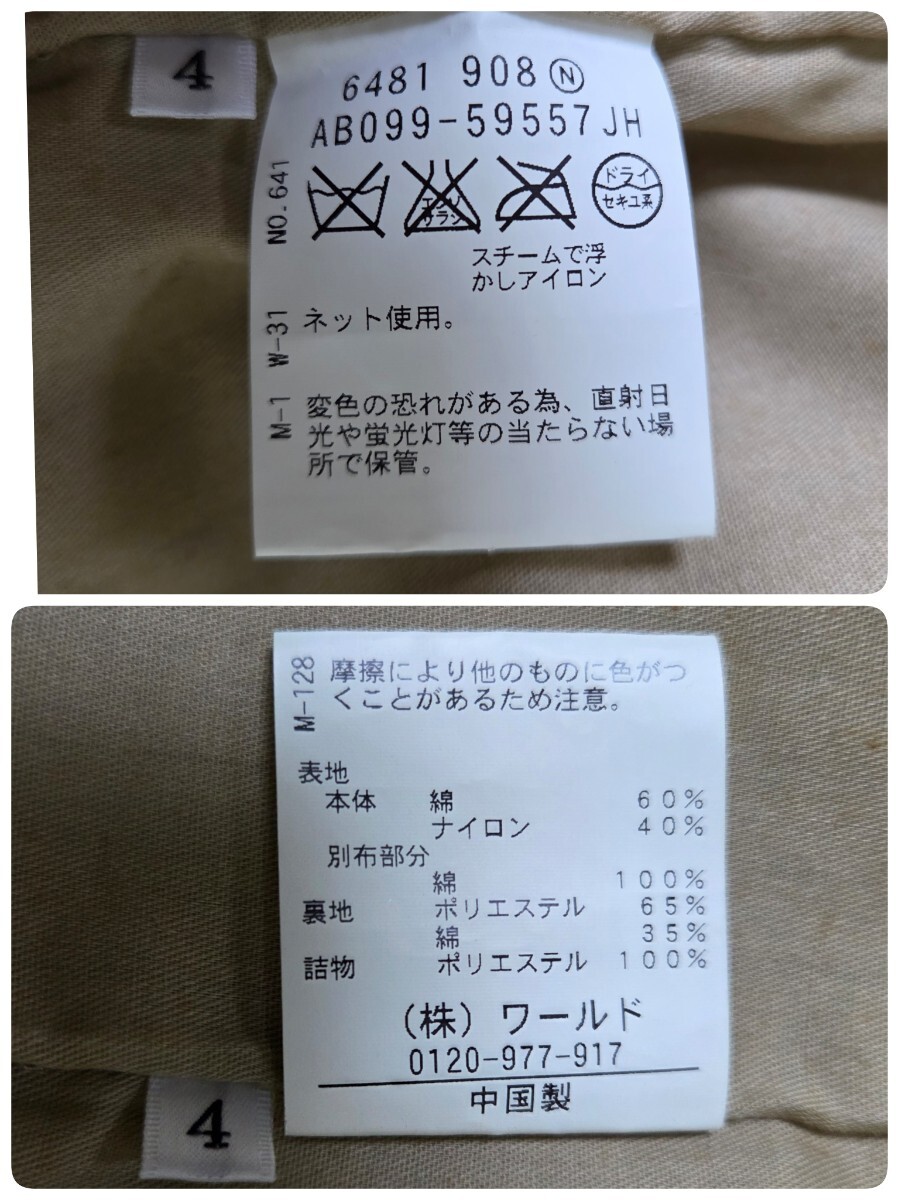 4
6481 908 Ⓝ
AB099-59557 JH
NO.641
エンソ
サラシ
ドライ
セキユ系
スチームで浮
かしアイロン
W-31
ネット使用。
M-1
変色の恐れがある為、直射日
光や蛍光灯等の当たらない場
所で保管。
M-128
摩擦により他のものに色がつ
くことがあるため注意。
表地
本体 綿 60%
ナイロン 40%
別布部分
綿 100%
裏地 ポリエステル 65%
綿 35%
詰物 ポリエステル 100%
(株) ワールド
0120-977-917
中国製
4